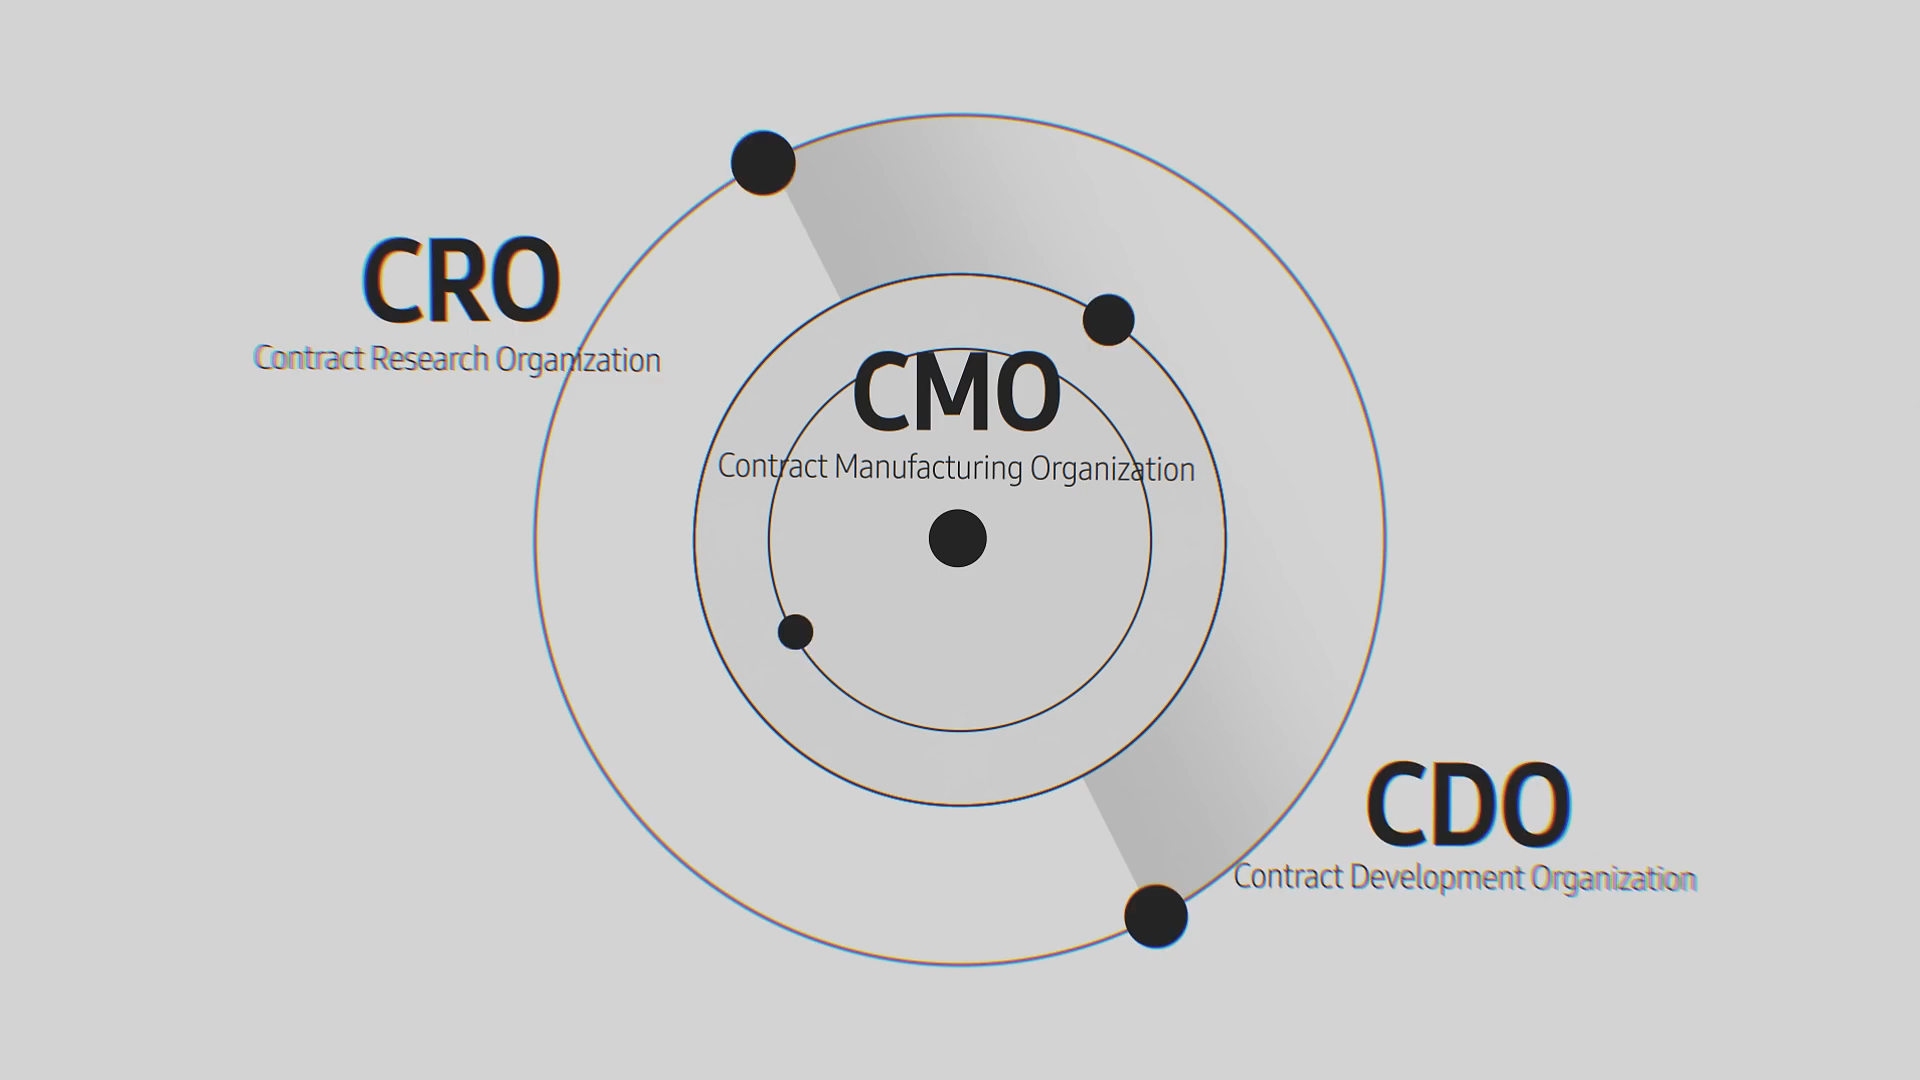 CRO
Contract Research Organization
CMO
Contract Manufacturing Organization
CDO
Contract Development Organization